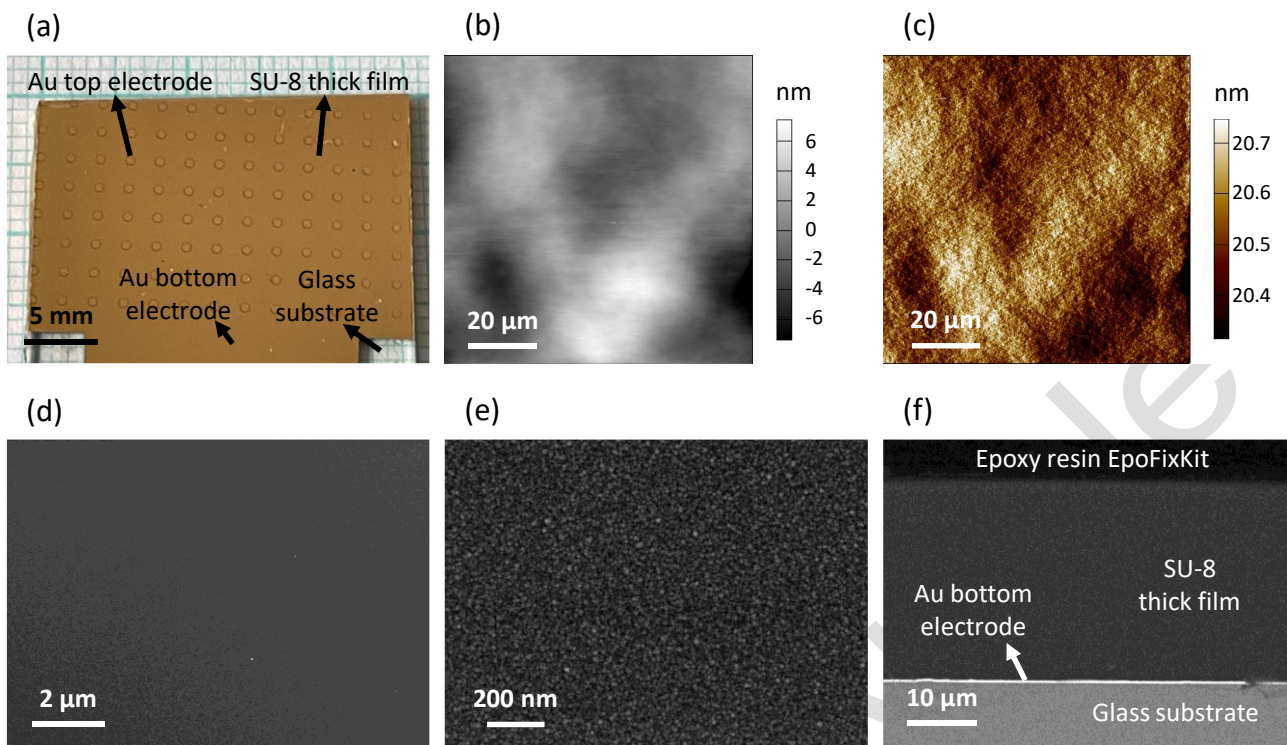 (a)
Au top electrode
SU-8 thick film
Au bottom
electrode
Glass
substrate
5 mm
(b)
nm
6
4
2
0
-2
-4
-6
20 µm
(c)
nm
20.7
20.6
20.5
20.4
20 µm
(d)
2 µm
(e)
200 nm
(f)
Epoxy resin EpoFixKit
SU-8
thick film
Au bottom
electrode
10 µm
Glass substrate